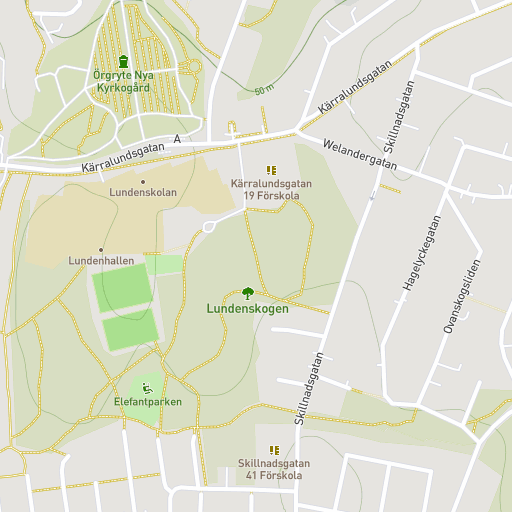 Örgryte Nya
Kyrkogård
50 m
Kärralundsgatan
Skillnadsgatan
A
Kärralundsgatan
Welandergatan
Lundenskolan
Kärralundsgatan
19 Förskola
Lundenhallen
Hagelyckegatan
Ovanskogsliden
Lundenskogen
Skillnadsgatan
Elefantparken
Skillnadsgatan
41 Förskola